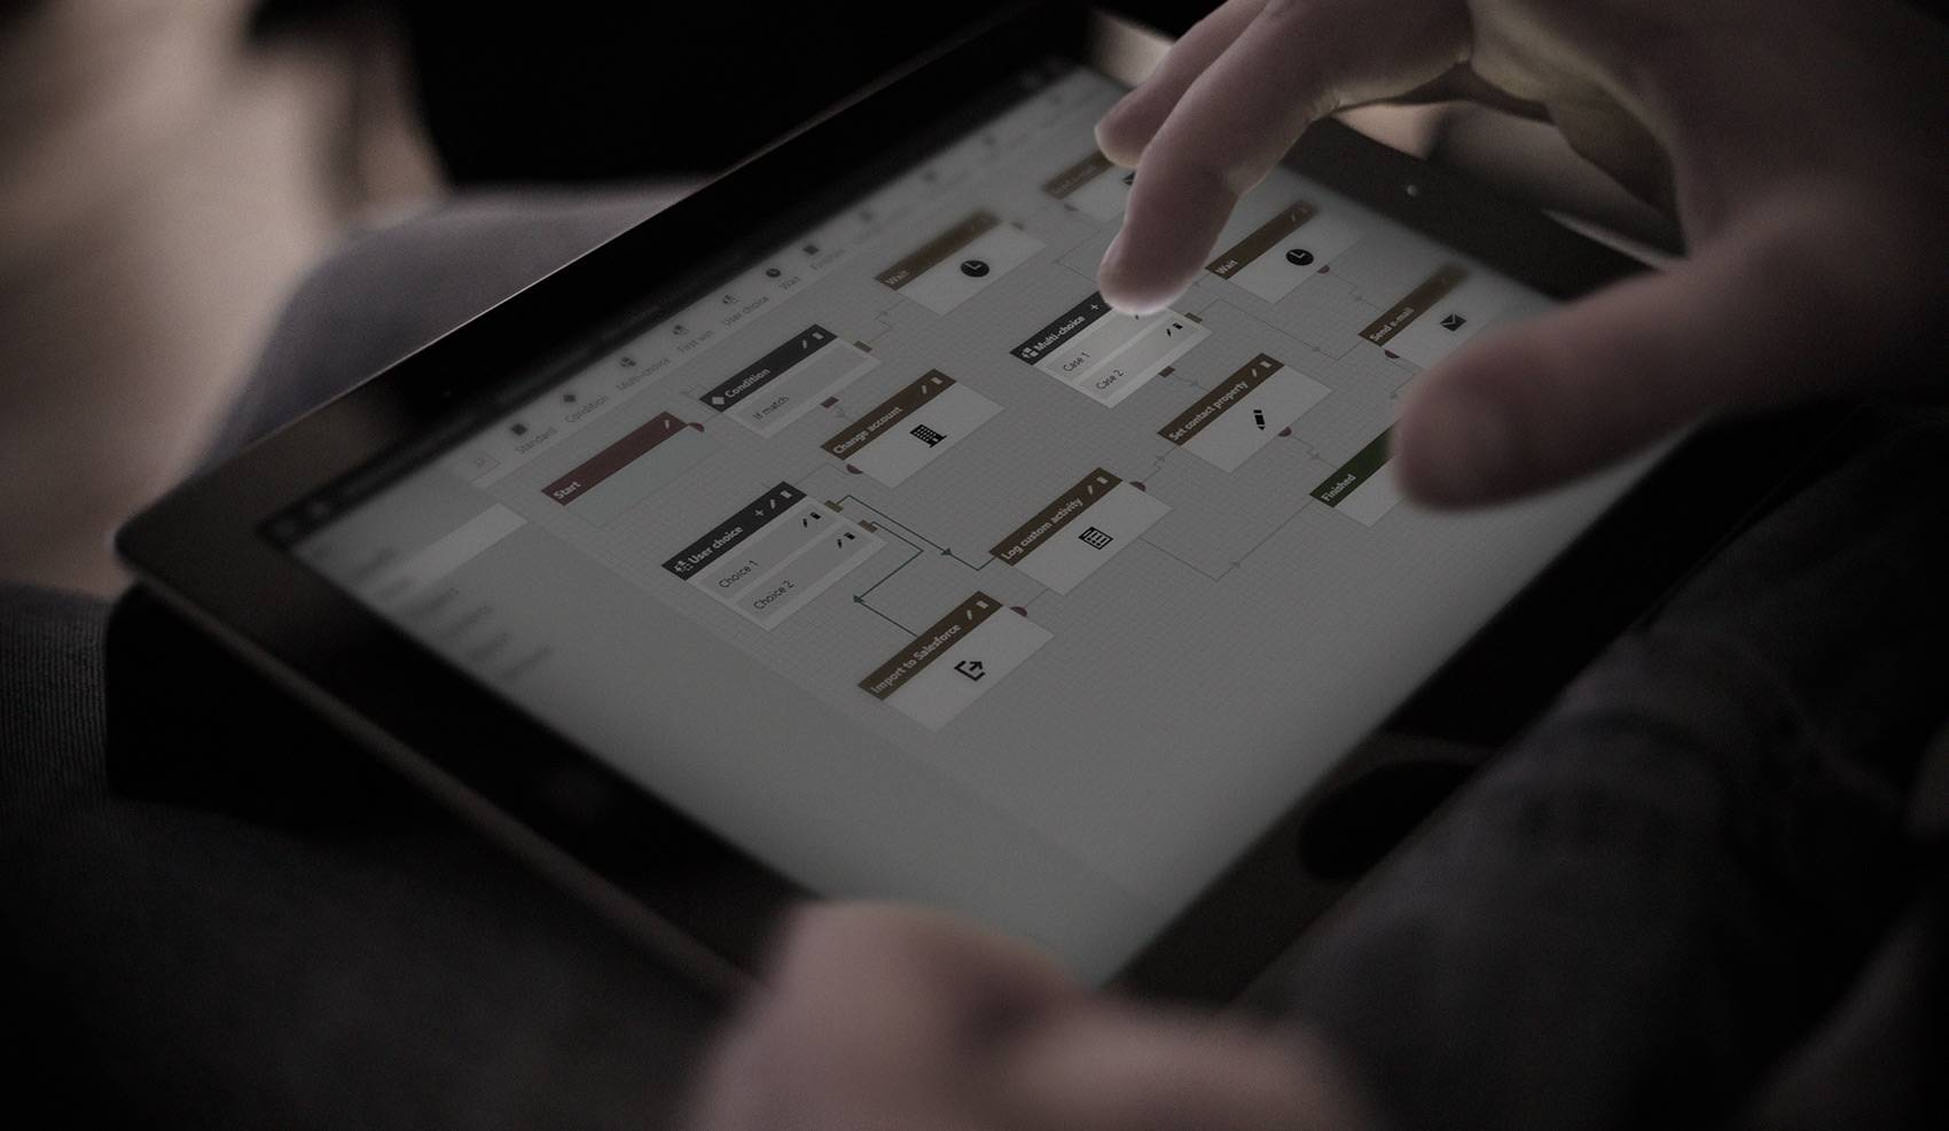 Standard
Condition
Multi-choice
First win
User choice
Wait
Finished
Start
Condition
If match
Wait
Change account
User choice
Choice 1
Choice 2
Multi-choice
Case 1
Case 2
Wait
Send e-mail
Set contact property
Log custom activity
Import to Salesforce
Finished